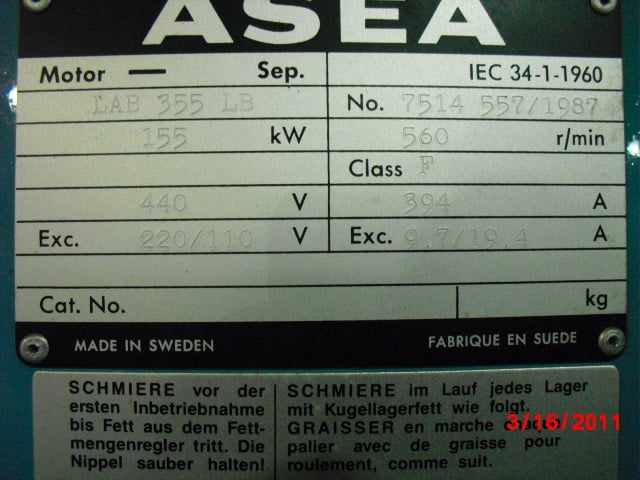 ASEA
Motor — Sep. IEC 34-1-1960
LAB 355 LB No. 7514 557/1987
155 kW 560 r/min
Class F
440 V 394 A
Exc. 220/110 V Exc. 9.7/19.4 A
Cat. No. kg
MADE IN SWEDEN FABRIQUE EN SUEDE
SCHMIERE vor der
ersten Inbetriebnahme
bis Fett aus dem Fett-
mengenregler tritt. Die
Nippel sauber halten!
SCHMIERE im Lauf jedes Lager
mit Kugellagerfett wie folgt.
GRAISSER en marche chaque
palier avec de graisse pour
roulement, comme suit.
3/16/2011